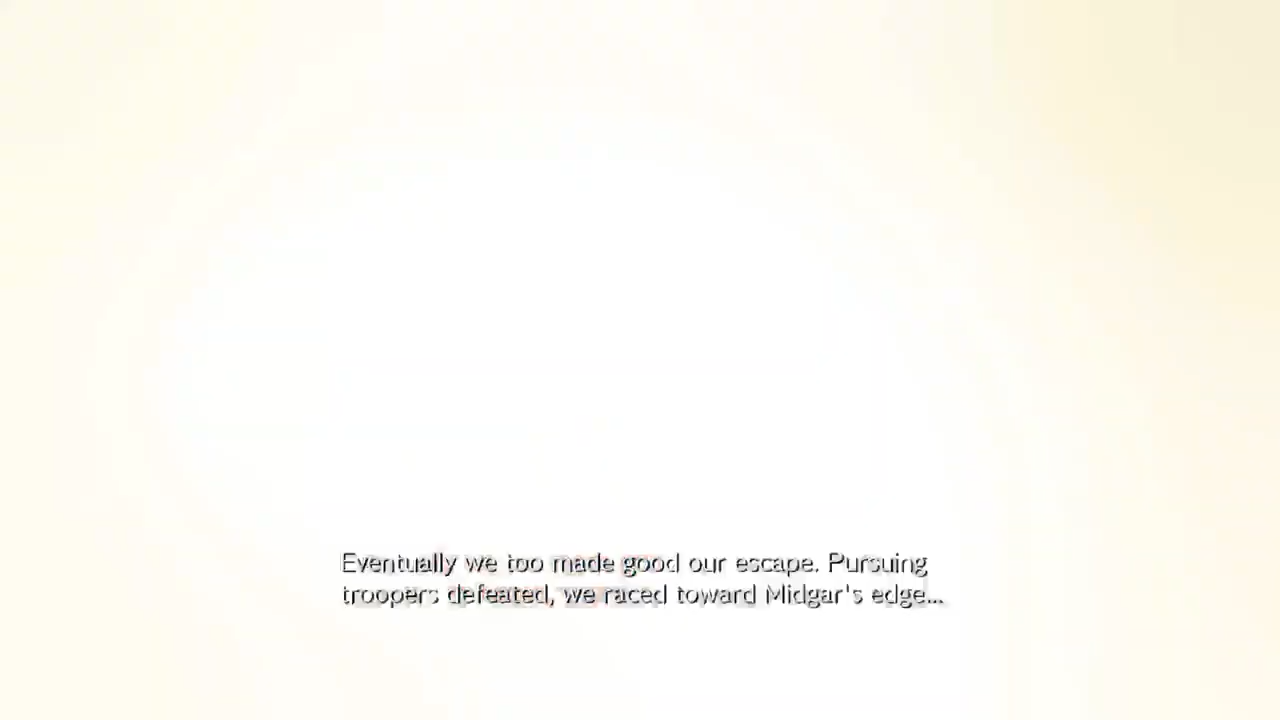 Eventually we too made good our escape. Pursuing
troopers defeated, we raced toward Midgar's edge...